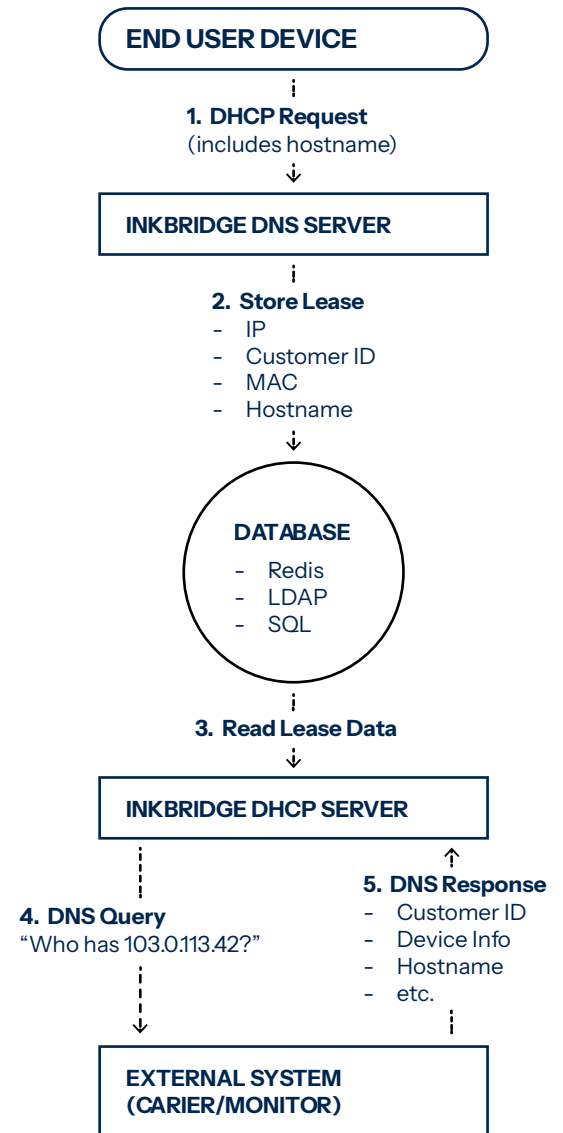 END USER DEVICE
1. DHCP Request
(includes hostname)
INKBRIDGE DNS SERVER
2. Store Lease
- IP
- Customer ID
- MAC
- Hostname
DATABASE
- Redis
- LDAP
- SQL
3. Read Lease Data
INKBRIDGE DHCP SERVER
4. DNS Query
“Who has 103.0.113.42?”
5. DNS Response
- Customer ID
- Device Info
- Hostname
- etc.
EXTERNAL SYSTEM
(CARIER/MONITOR)